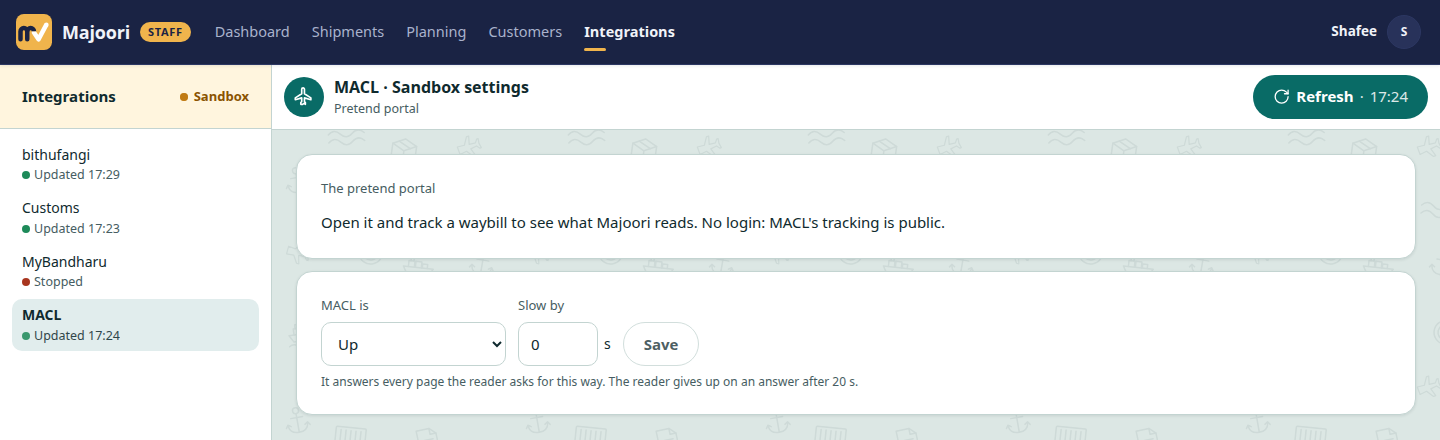 Majoori STAFF Dashboard Shipments Planning Customers Integrations Shafee S
Integrations Sandbox
bithufangi
Updated 17:29
Customs
Updated 17:23
MyBandharu
Stopped
MACL
Updated 17:24
MACL · Sandbox settings
Pretend portal
Refresh · 17:24
The pretend portal
Open it and track a waybill to see what Majoori reads. No login: MACL's tracking is public.
MACL is Slow by
Up 0 s Save
It answers every page the reader asks for this way. The reader gives up on an answer after 20 s.